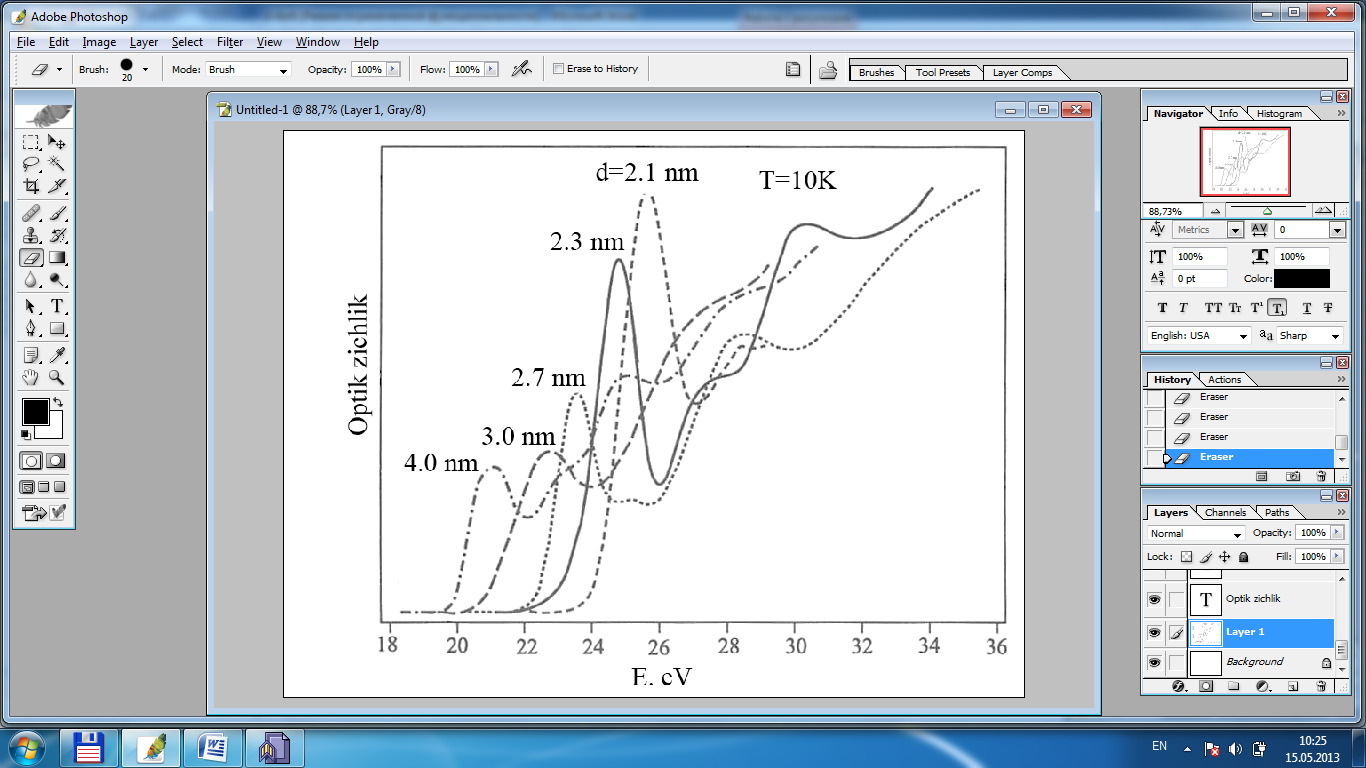 Adobe Photoshop
File Edit Image Layer Select Filter View Window Help
Brush: 20 Mode: Brush Opacity: 100% Flow: 100% Erase to History Brushes Tool Presets Layer Comps
Untitled-1 @ 88,7% (Layer 1, Gray/8)
d=2.1 nm
T=10K
2.3 nm
2.7 nm
3.0 nm
4.0 nm
Optik zichlik
18 20 22 24 26 28 30 32 34 36
E, eV
Navigator Info Histogram
88,73%
Metrics 0
100% 100%
0 pt Color:
T T TT Tr T¹ T₁ T T
English: USA aa Sharp
History Actions
Eraser
Eraser
Eraser
Eraser
Layers Channels Paths
Normal Opacity: 100%
Lock: Fill: 100%
T Optik zichlik
Layer 1
Background
EN
10:25
15.05.2013